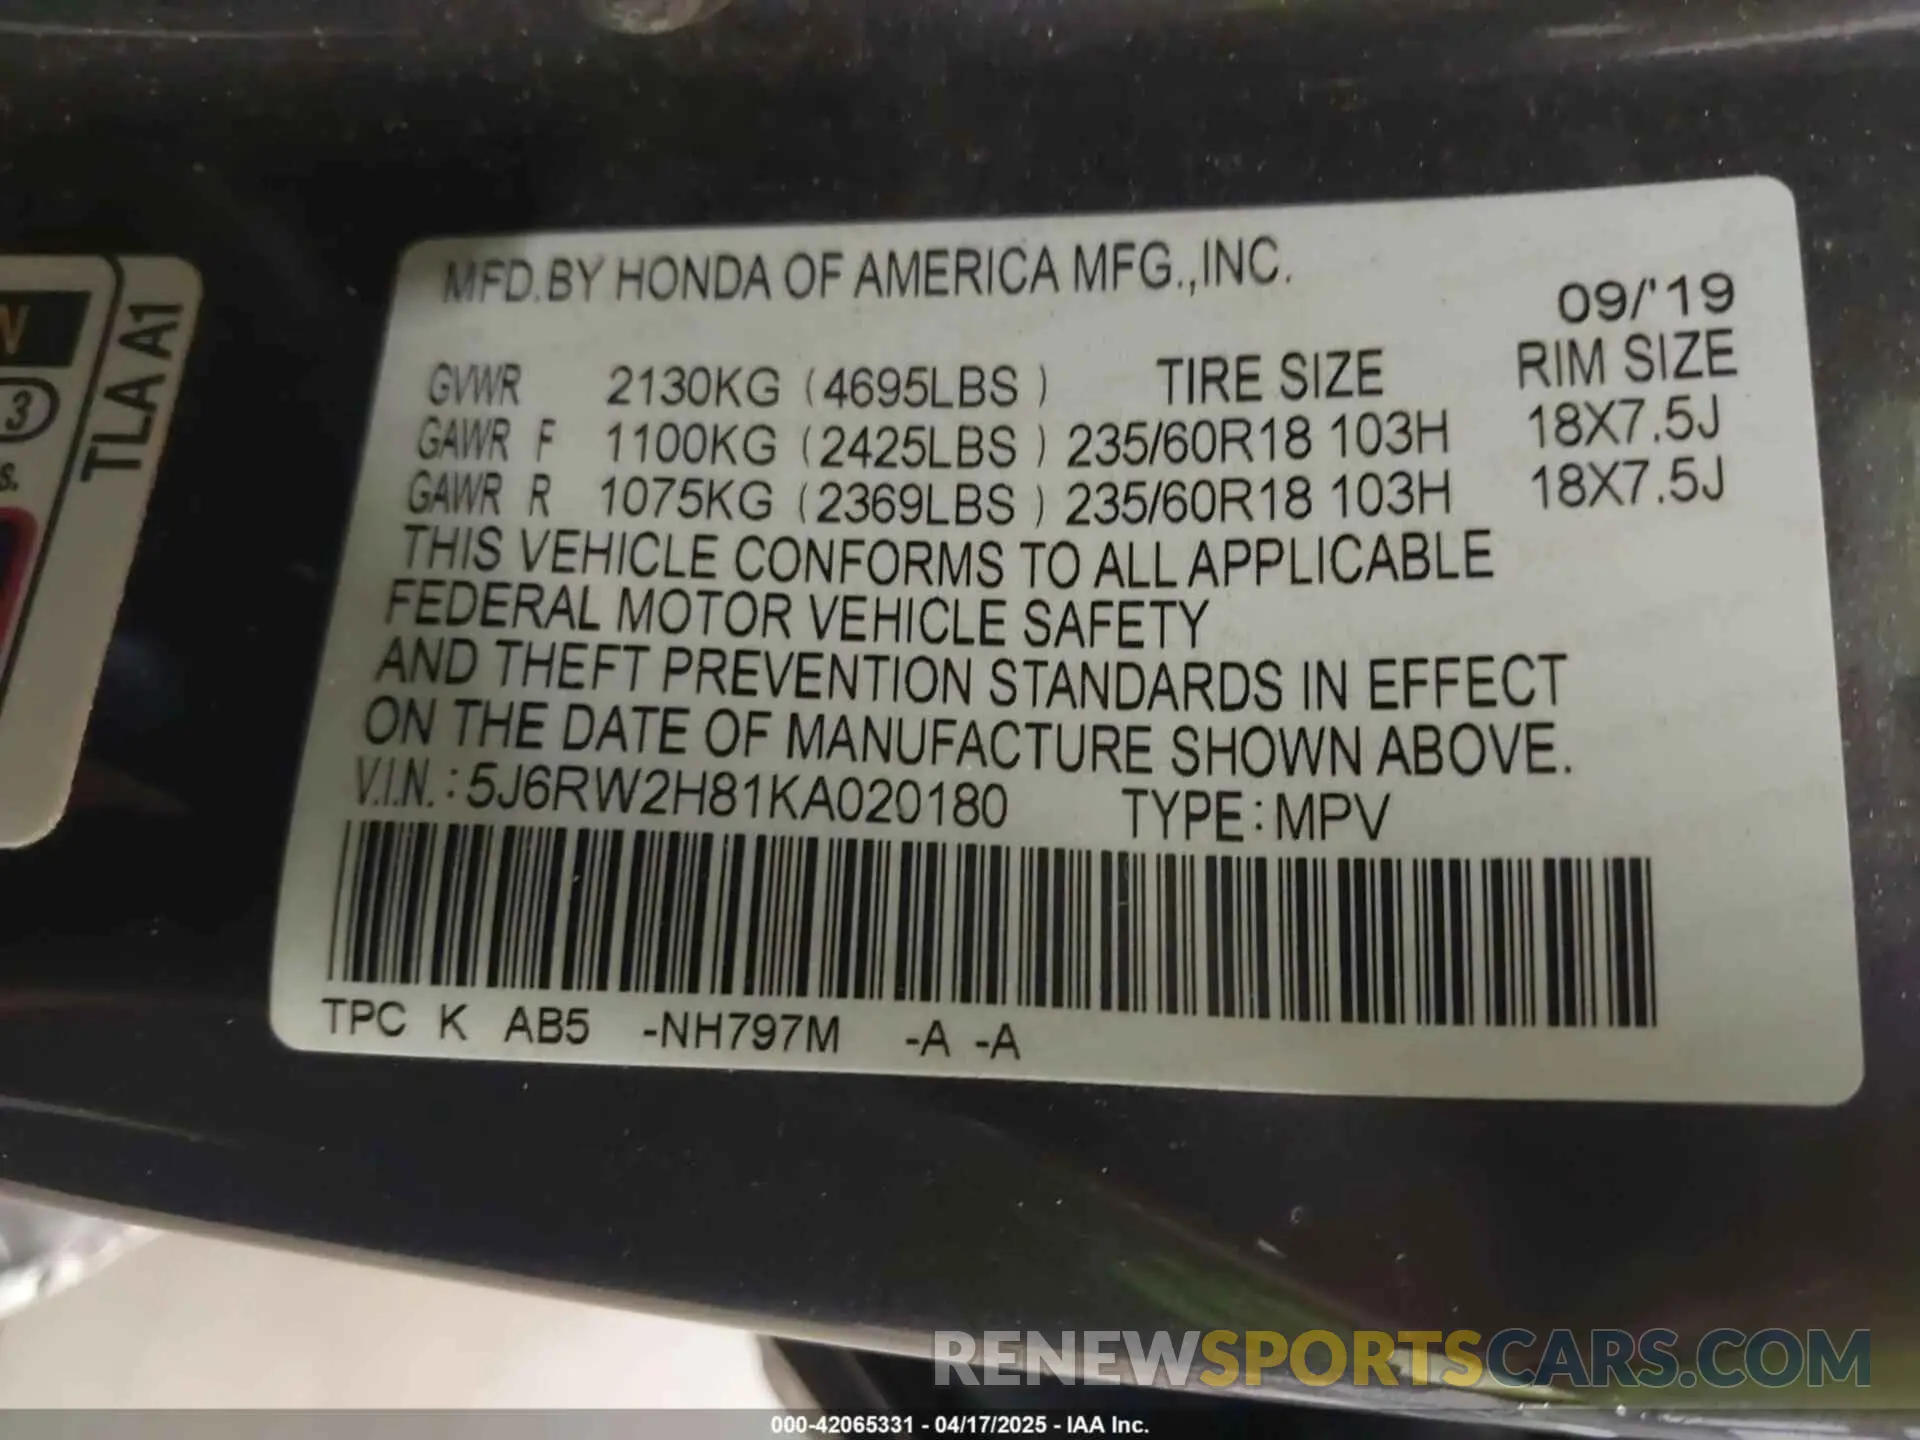 MFD.BY HONDA OF AMERICA MFG.,INC.
09/'19
GVWR 2130KG (4695LBS ) TIRE SIZE RIM SIZE
GAWR F 1100KG (2425LBS ) 235/60R18 103H 18X7.5J
GAWR R 1075KG (2369LBS ) 235/60R18 103H 18X7.5J
THIS VEHICLE CONFORMS TO ALL APPLICABLE
FEDERAL MOTOR VEHICLE SAFETY
AND THEFT PREVENTION STANDARDS IN EFFECT
ON THE DATE OF MANUFACTURE SHOWN ABOVE.
V.I.N.: 5J6RW2H81KA020180 TYPE: MPV
TPC K AB5 -NH797M -A -A
TLA A1
N
3
s.
RENEWSPORTSCARS.COM
000-42065331 - 04/17/2025 - IAA Inc.